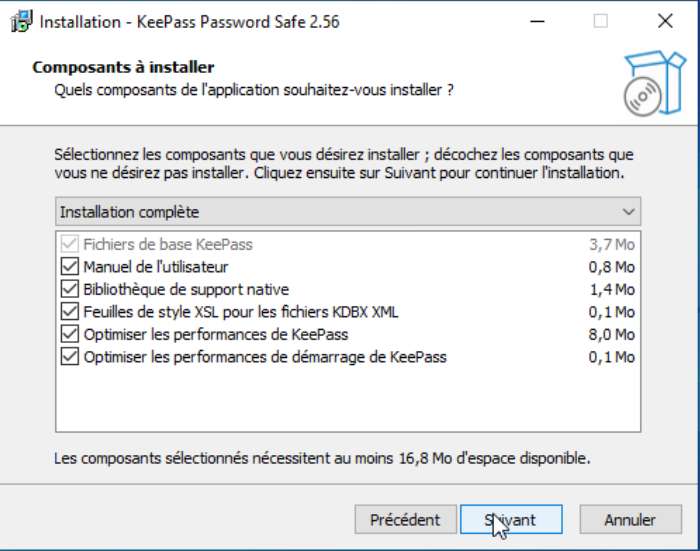 Installation - KeePass Password Safe 2.56
Composants à installer
Quels composants de l'application souhaitez-vous installer ?
Sélectionnez les composants que vous désirez installer ; décochez les composants que
vous ne désirez pas installer. Cliquez ensuite sur Suivant pour continuer l'installation.
Installation complète
Fichiers de base KeePass 3,7 Mo
Manuel de l'utilisateur 0,8 Mo
Bibliothèque de support native 1,4 Mo
Feuilles de style XSL pour les fichiers KDBX XML 0,1 Mo
Optimiser les performances de KeePass 8,0 Mo
Optimiser les performances de démarrage de KeePass 0,1 Mo
Les composants sélectionnés nécessitent au moins 16,8 Mo d'espace disponible.
Précédent Suivant Annuler